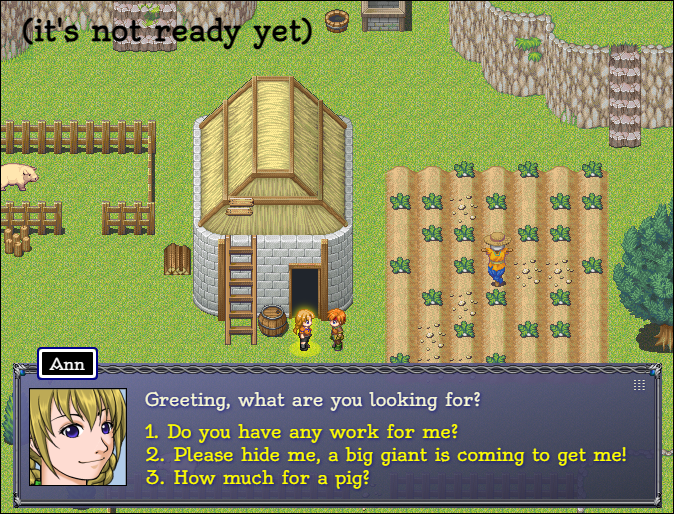 (it's not ready yet)
Ann
Greeting, what are you looking for?
1. Do you have any work for me?
2. Please hide me, a big giant is coming to get me!
3. How much for a pig?